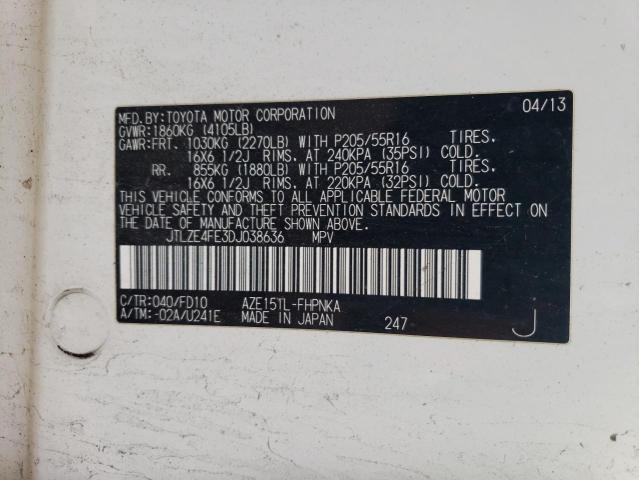 MFD.BY:TOYOTA MOTOR CORPORATION 04/13
GVWR:1860KG (4105LB)
GAWR:FRT. 1030KG (2270LB) WITH P205/55R16 TIRES.
16X6 1/2J RIMS. AT 240KPA (35PSI) COLD.
RR. 855KG (1880LB) WITH P205/55R16 TIRES.
16X6 1/2J RIMS. AT 220KPA (32PSI) COLD.
THIS VEHICLE CONFORMS TO ALL APPLICABLE FEDERAL MOTOR
VEHICLE SAFETY AND THEFT PREVENTION STANDARDS IN EFFECT ON
THE DATE OF MANUFACTURE SHOWN ABOVE.
JTLZE4FE3DJ038636 MPV
C/TR:040/FD10 AZE15TL-FHPNKA
A/TM:-02A/U241E MADE IN JAPAN 247 J